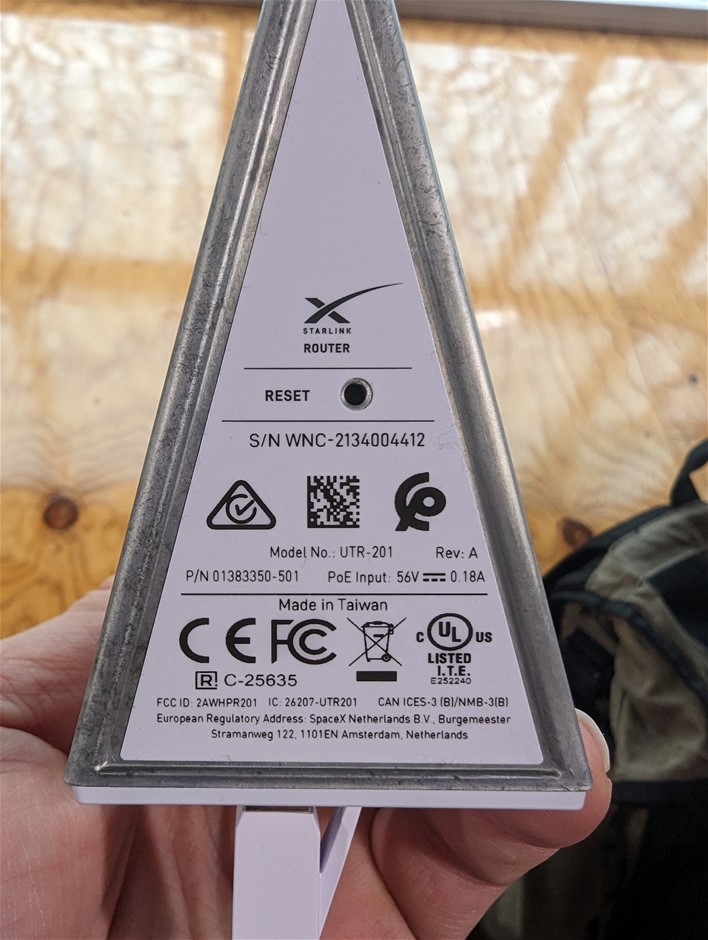 STARLINK
ROUTER
RESET
S/N WNC-2134004412
Model No.: UTR-201 Rev: A
P/N 01383350-501 PoE Input: 56V 0.18A
Made in Taiwan
CE FC C UL US
LISTED
I.T.E.
E252240
R C-25635
FCC ID: 2AWHPR201 IC: 26207-UTR201 CAN ICES-3 (B)/NMB-3(B)
European Regulatory Address: SpaceX Netherlands B.V., Burgemeester
Stramanweg 122, 1101EN Amsterdam, Netherlands